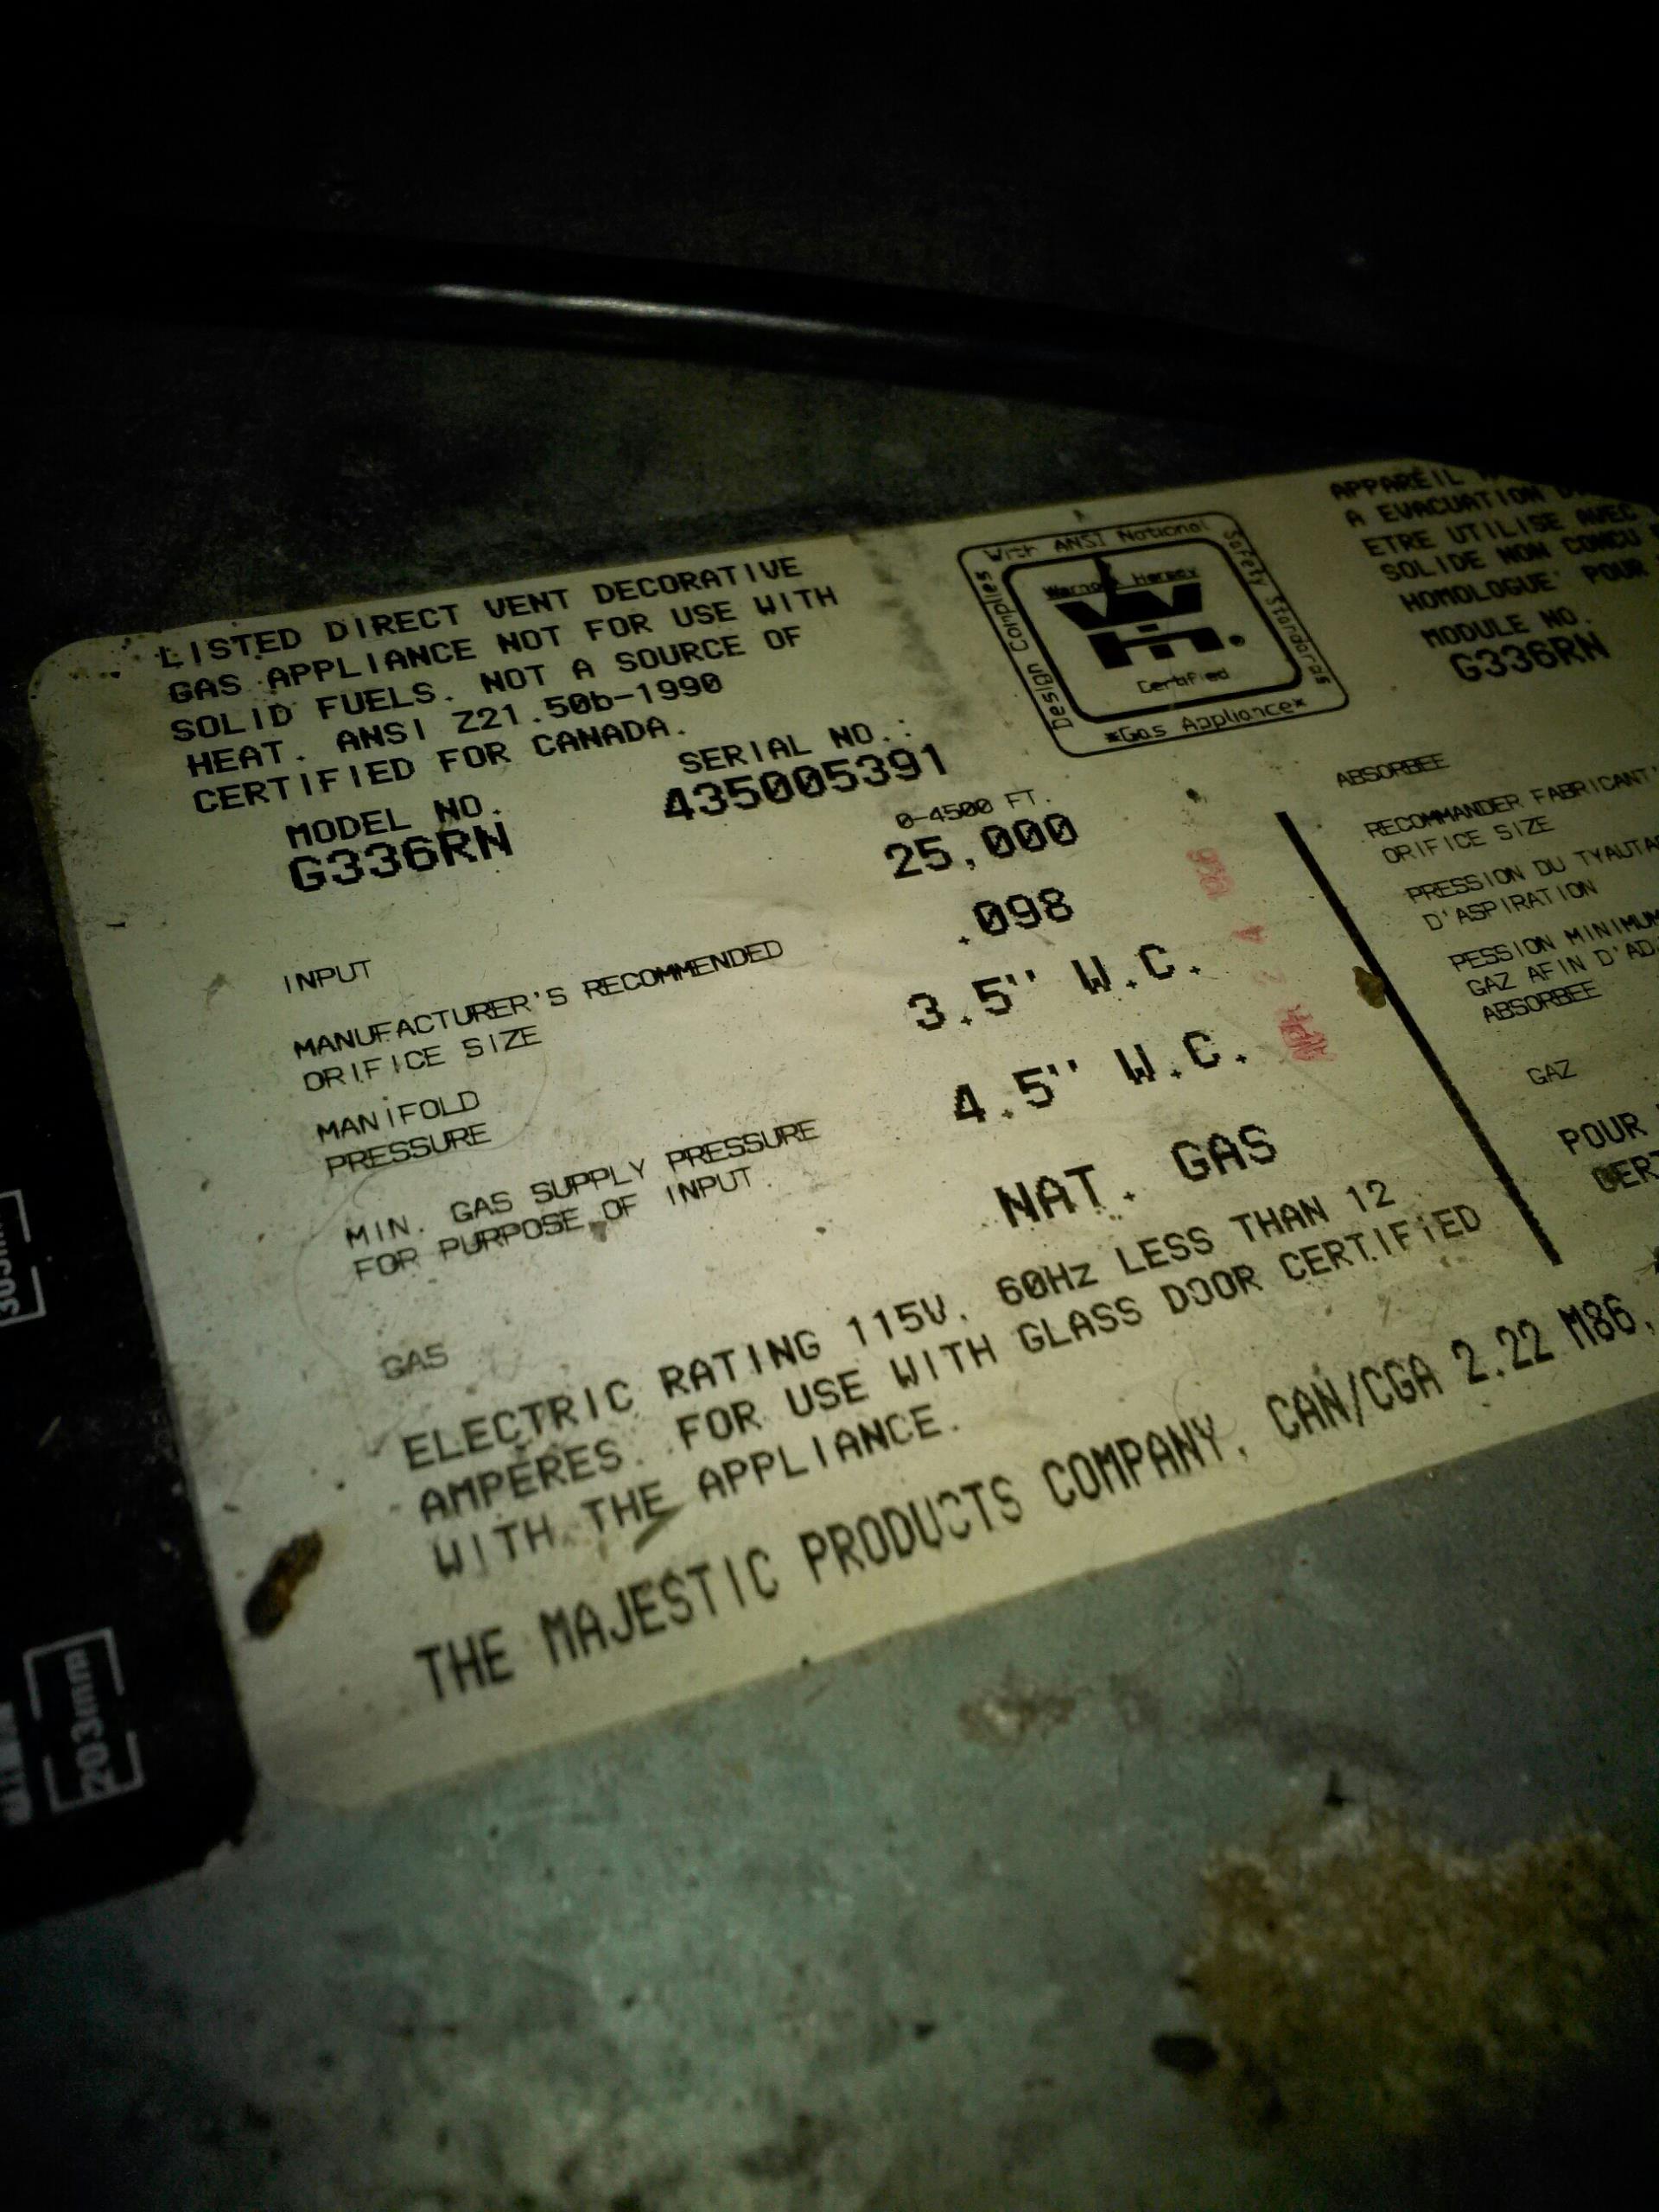 LISTED DIRECT VENT DECORATIVE
GAS APPLIANCE NOT FOR USE WITH
SOLID FUELS. NOT A SOURCE OF
HEAT. ANSI Z21.50b-1990
CERTIFIED FOR CANADA.
MODEL NO. SERIAL NO.:
G336RN 435005391
0-4500 FT.
INPUT 25,000
MANUFACTURER'S RECOMMENDED
ORIFICE SIZE .098
MANIFOLD
PRESSURE 3.5" W.C.
MIN. GAS SUPPLY PRESSURE
FOR PURPOSE OF INPUT. 4.5" W.C.
GAS NAT. GAS
ELECTRIC RATING 115V. 60Hz LESS THAN 12
AMPERES. FOR USE WITH GLASS DOOR CERTIFIED
WITH THE APPLIANCE.
THE MAJESTIC PRODUCTS COMPANY, CAN/CGA 2.22 M86,
Design Complies With ANSI National Safety Standards
Warnock Hersey
WH
Certified
*Gas Appliance*
APPAREIL
A EVACUATION
ETRE UTILISE AVEC
SOLIDE NON CONCU
HOMOLOGUE' POUR
MODULE NO.
G336RN
ABSORBEE
RECOMMANDER FABRICANT
ORIFICE SIZE
PRESSION DU
D'ASPIRATION
PESSION MINIMUM
GAZ AFIN
ABSORBEE
GAZ
POUR
203mm